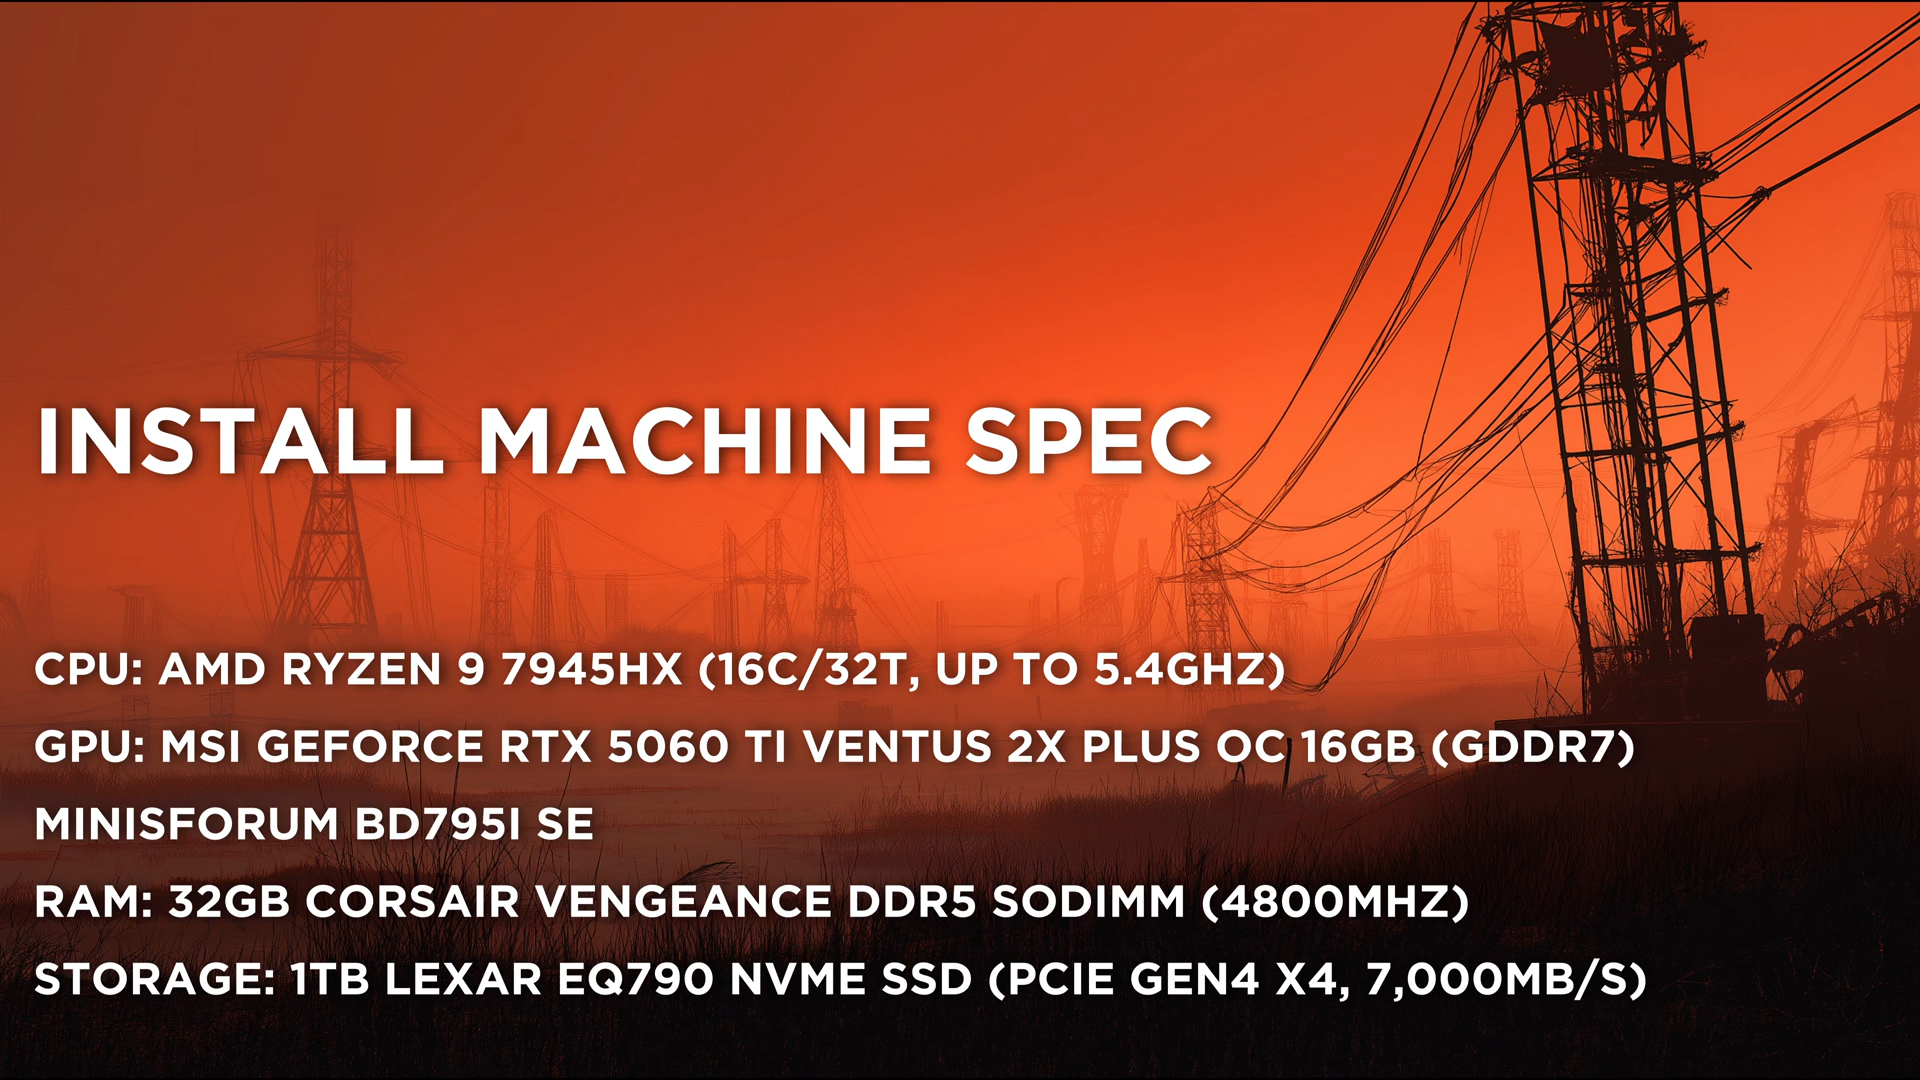 INSTALL MACHINE SPEC
CPU: AMD RYZEN 9 7945HX (16C/32T, UP TO 5.4GHZ)
GPU: MSI GEFORCE RTX 5060 TI VENTUS 2X PLUS OC 16GB (GDDR7)
MINISFORUM BD795I SE
RAM: 32GB CORSAIR VENGEANCE DDR5 SODIMM (4800MHZ)
STORAGE: 1TB LEXAR EQ790 NVME SSD (PCIE GEN4 X4, 7,000MB/S)